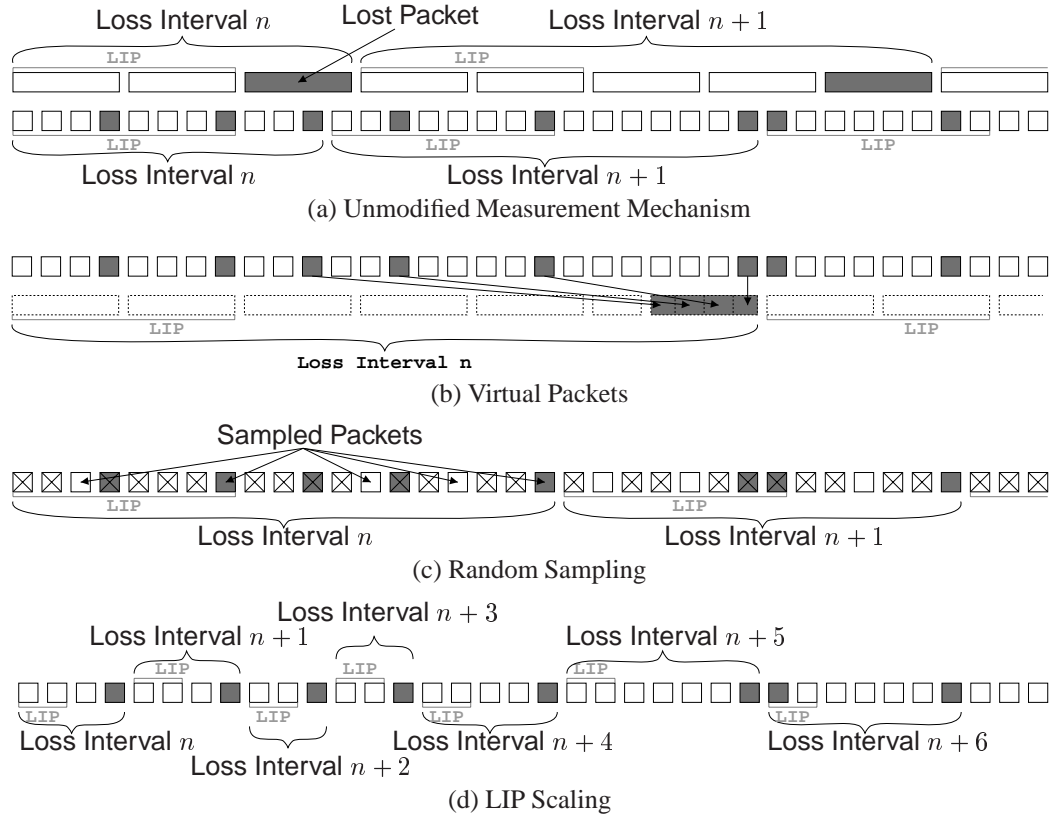 Lost Packet
Loss Interval n
Loss Interval n + 1
LIP
LIP
LIP
LIP
LIP
Loss Interval n
Loss Interval n + 1
(a) Unmodified Measurement Mechanism
LIP
LIP
Loss Interval n
(b) Virtual Packets
Sampled Packets
LIP
LIP
Loss Interval n
Loss Interval n + 1
(c) Random Sampling
Loss Interval n + 3
Loss Interval n + 1
Loss Interval n + 5
LIP
LIP
LIP
LIP
LIP
LIP
LIP
Loss Interval n
Loss Interval n + 4
Loss Interval n + 6
Loss Interval n + 2
(d) LIP Scaling